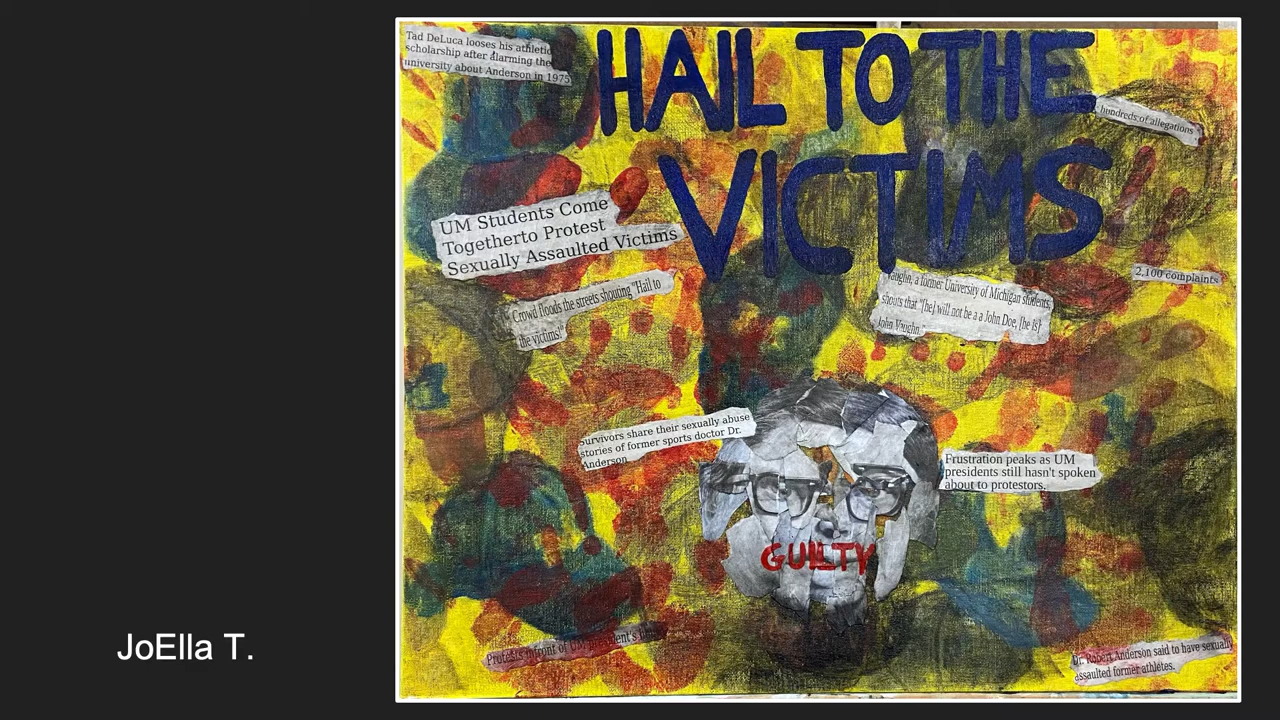 Tad DeLuca looses his athletic
scholarship after alarming the
university about Anderson in 1975
HAIL TO THE
VICTIMS
hundreds of allegations
UM Students Come
Togetherto Protest
Sexually Assaulted Victims
Crowd floods the streets shouting "Hail to
the victims!"
Vaughn, a former University of Michigan students,
shouts that "[he] will not be a a John Doe, [he is]
John Vaughn."
2,100 complaints
Survivors share their sexually abuse
stories of former sports doctor Dr.
Anderson
Frustration peaks as UM
presidents still hasn't spoken
about to protestors.
GUILTY
Protests infront of UM
Dr. Robert Anderson said to have sexually
assaulted former athletes.
JoElla T.